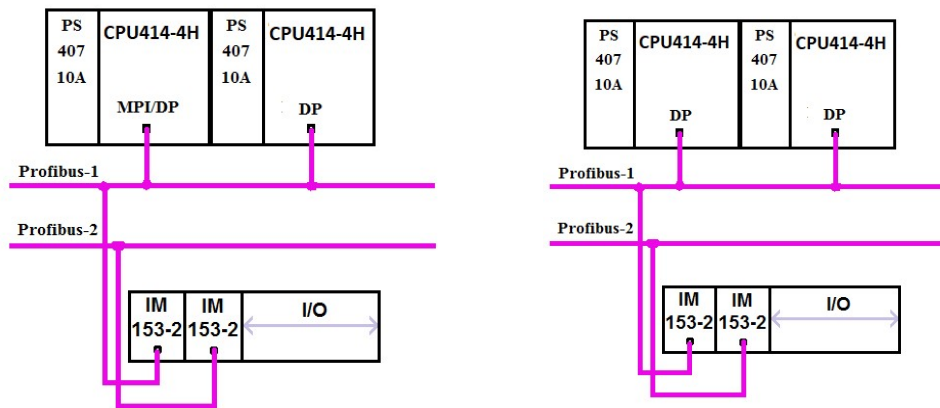 PS
407
10A
CPU414-4H
MPI/DP
PS
407
10A
CPU414-4H
DP
Profibus-1
Profibus-2
IM
153-2
IM
153-2
I/O
PS
407
10A
CPU414-4H
DP
PS
407
10A
CPU414-4H
DP
Profibus-1
Profibus-2
IM
153-2
IM
153-2
I/O